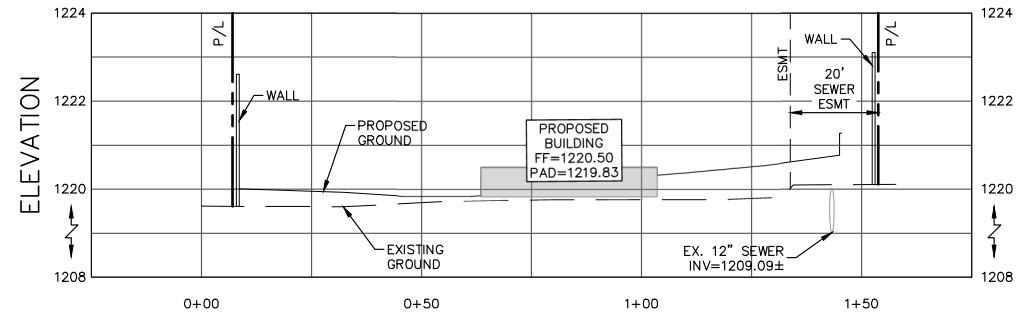 1224
1224
P/L
P/L
WALL
ESMT
20'
SEWER
ESMT
ELEVATION
1222
1222
WALL
PROPOSED
GROUND
PROPOSED
BUILDING
FF=1220.50
PAD=1219.83
1220
1220
EXISTING
GROUND
EX. 12" SEWER
INV=1209.09±
1208
1208
0+00
0+50
1+00
1+50